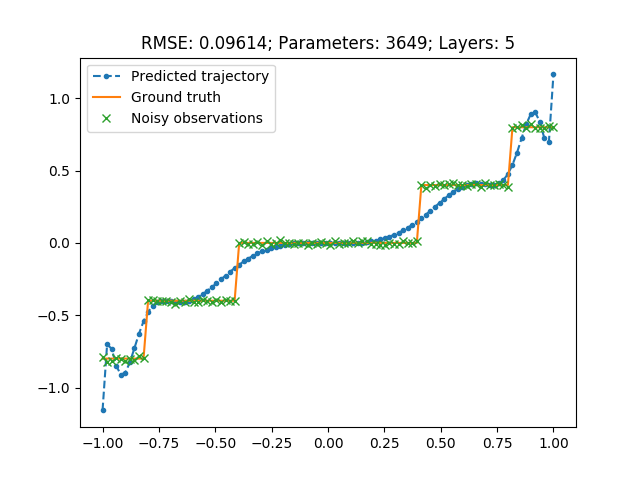 RMSE: 0.09614; Parameters: 3649; Layers: 5
Predicted trajectory
Ground truth
Noisy observations
1.0
0.5
0.0
−0.5
−1.0
−1.00 −0.75 −0.50 −0.25 0.00 0.25 0.50 0.75 1.00